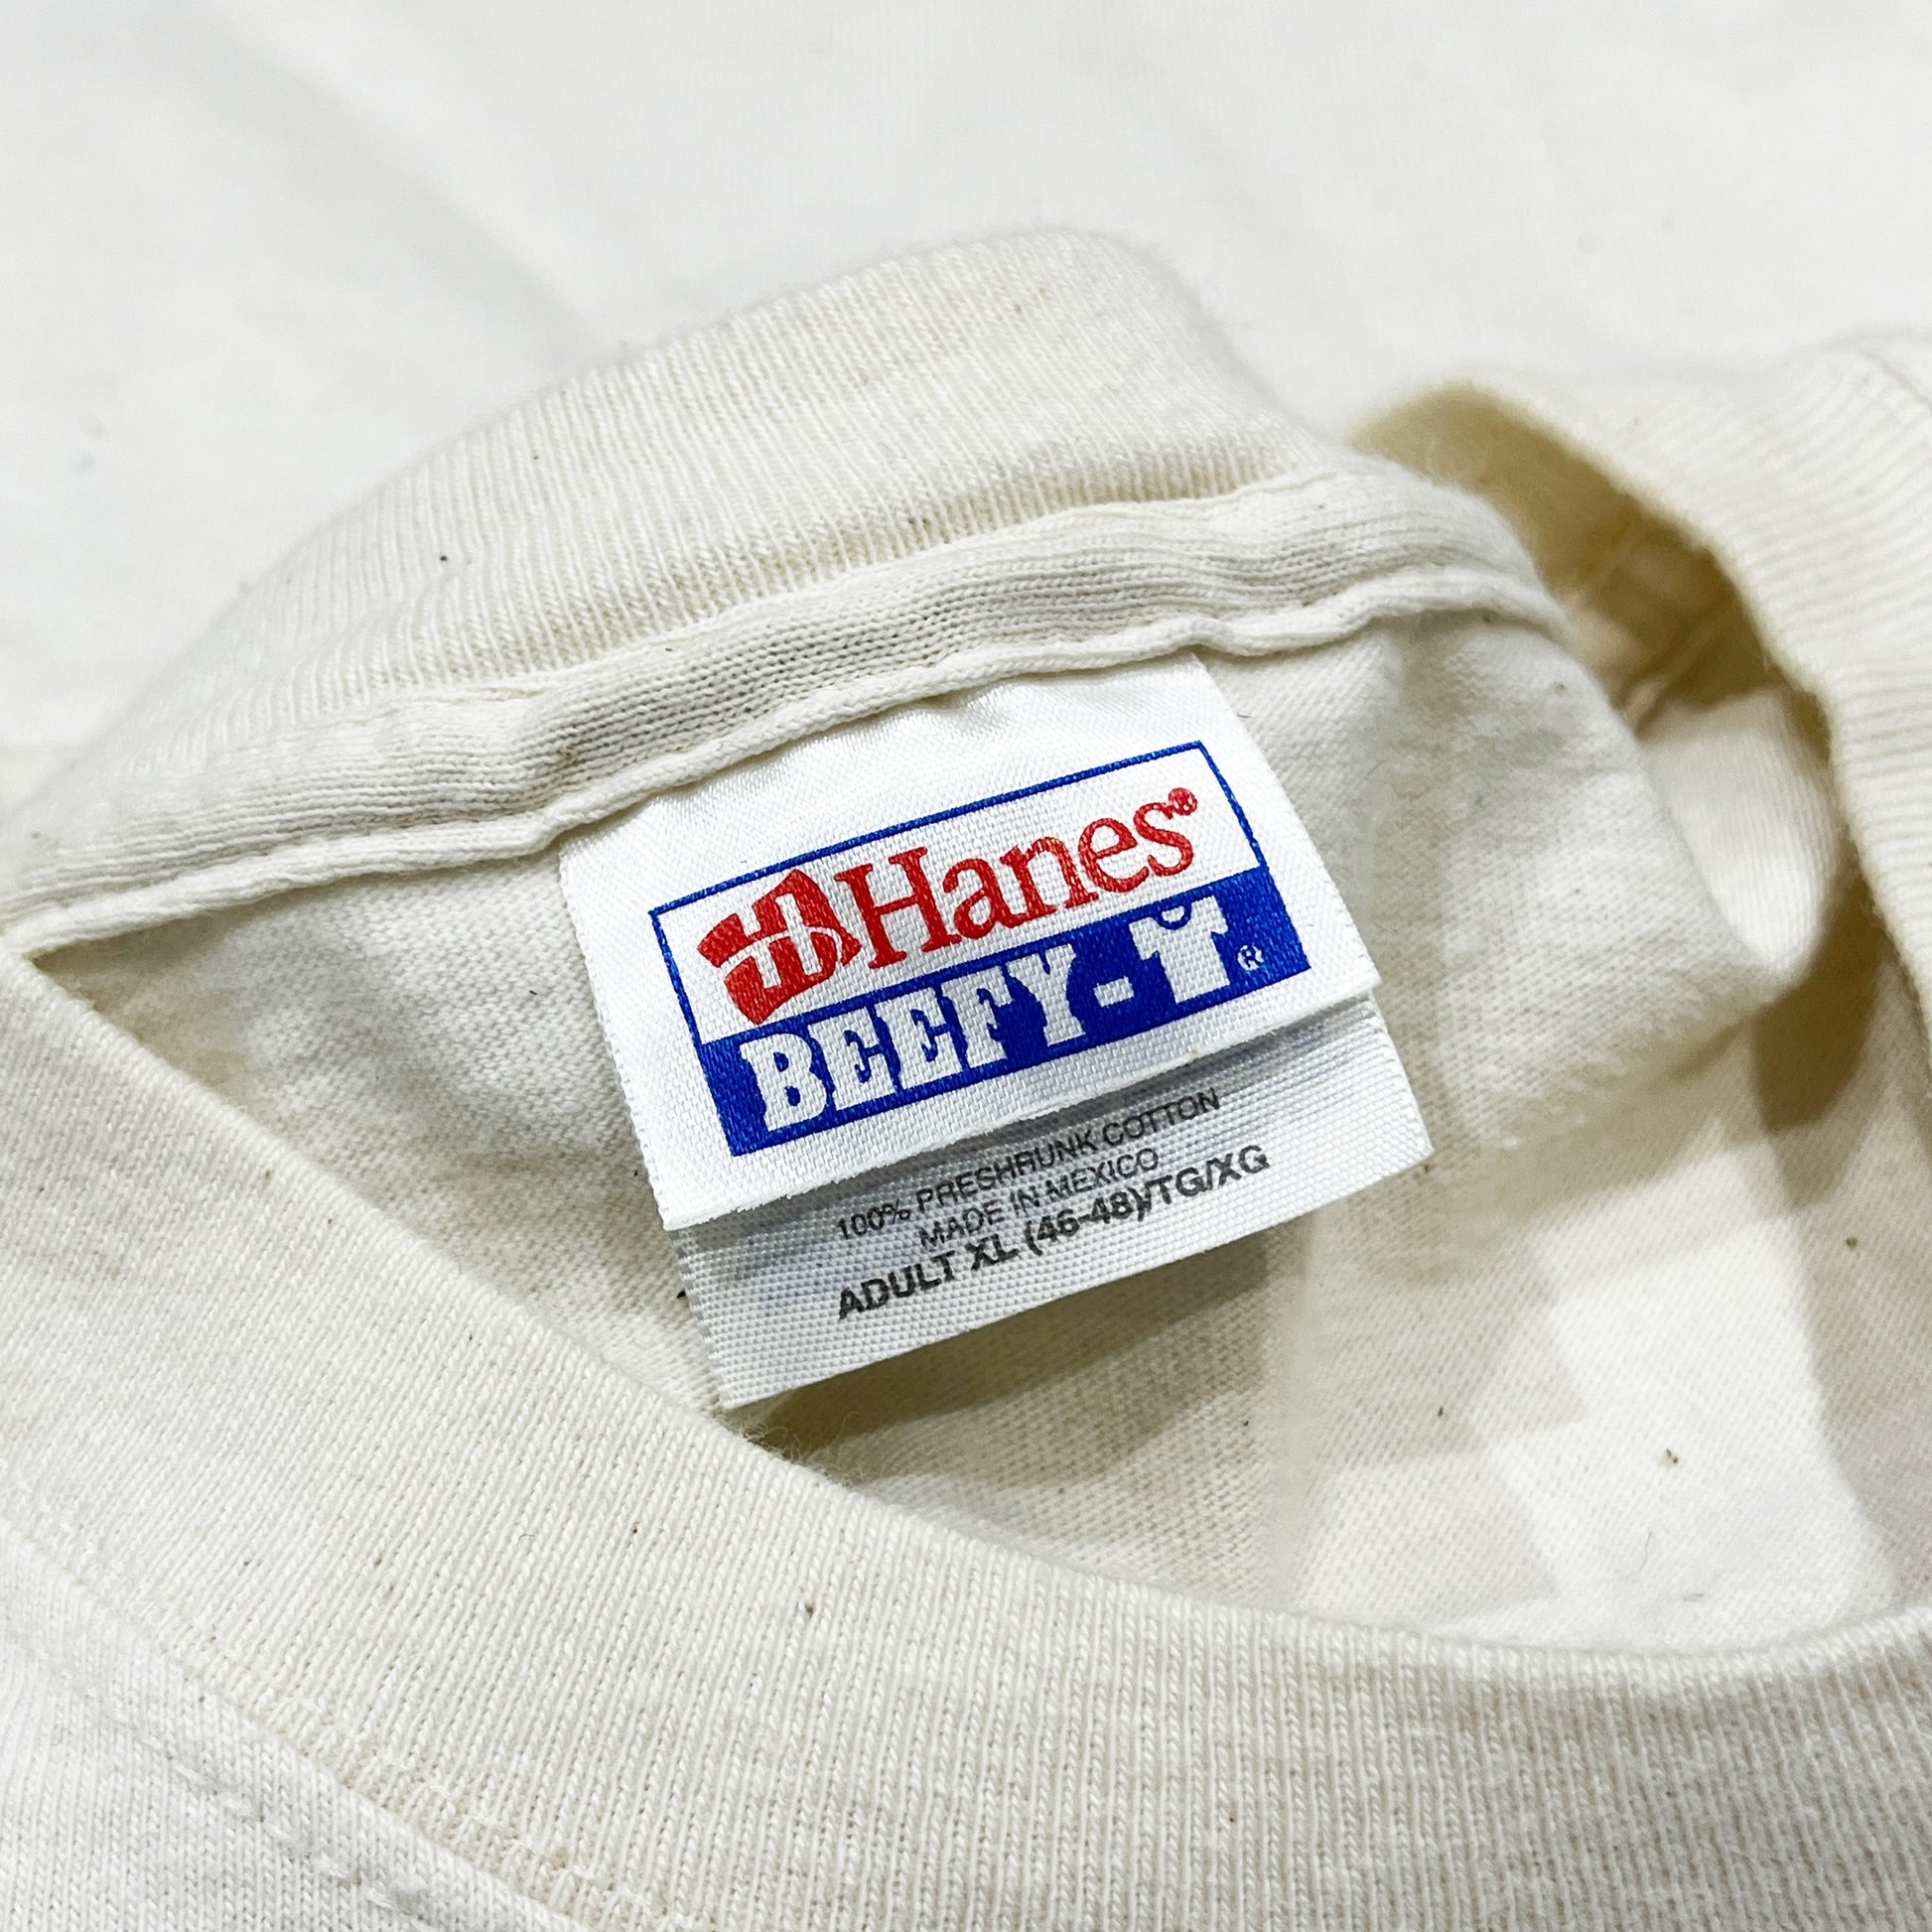 Hanes®
BEEFY-T®
100% PRESHRUNK COTTON
MADE IN MEXICO
ADULT XL (46-48)/TG/XG